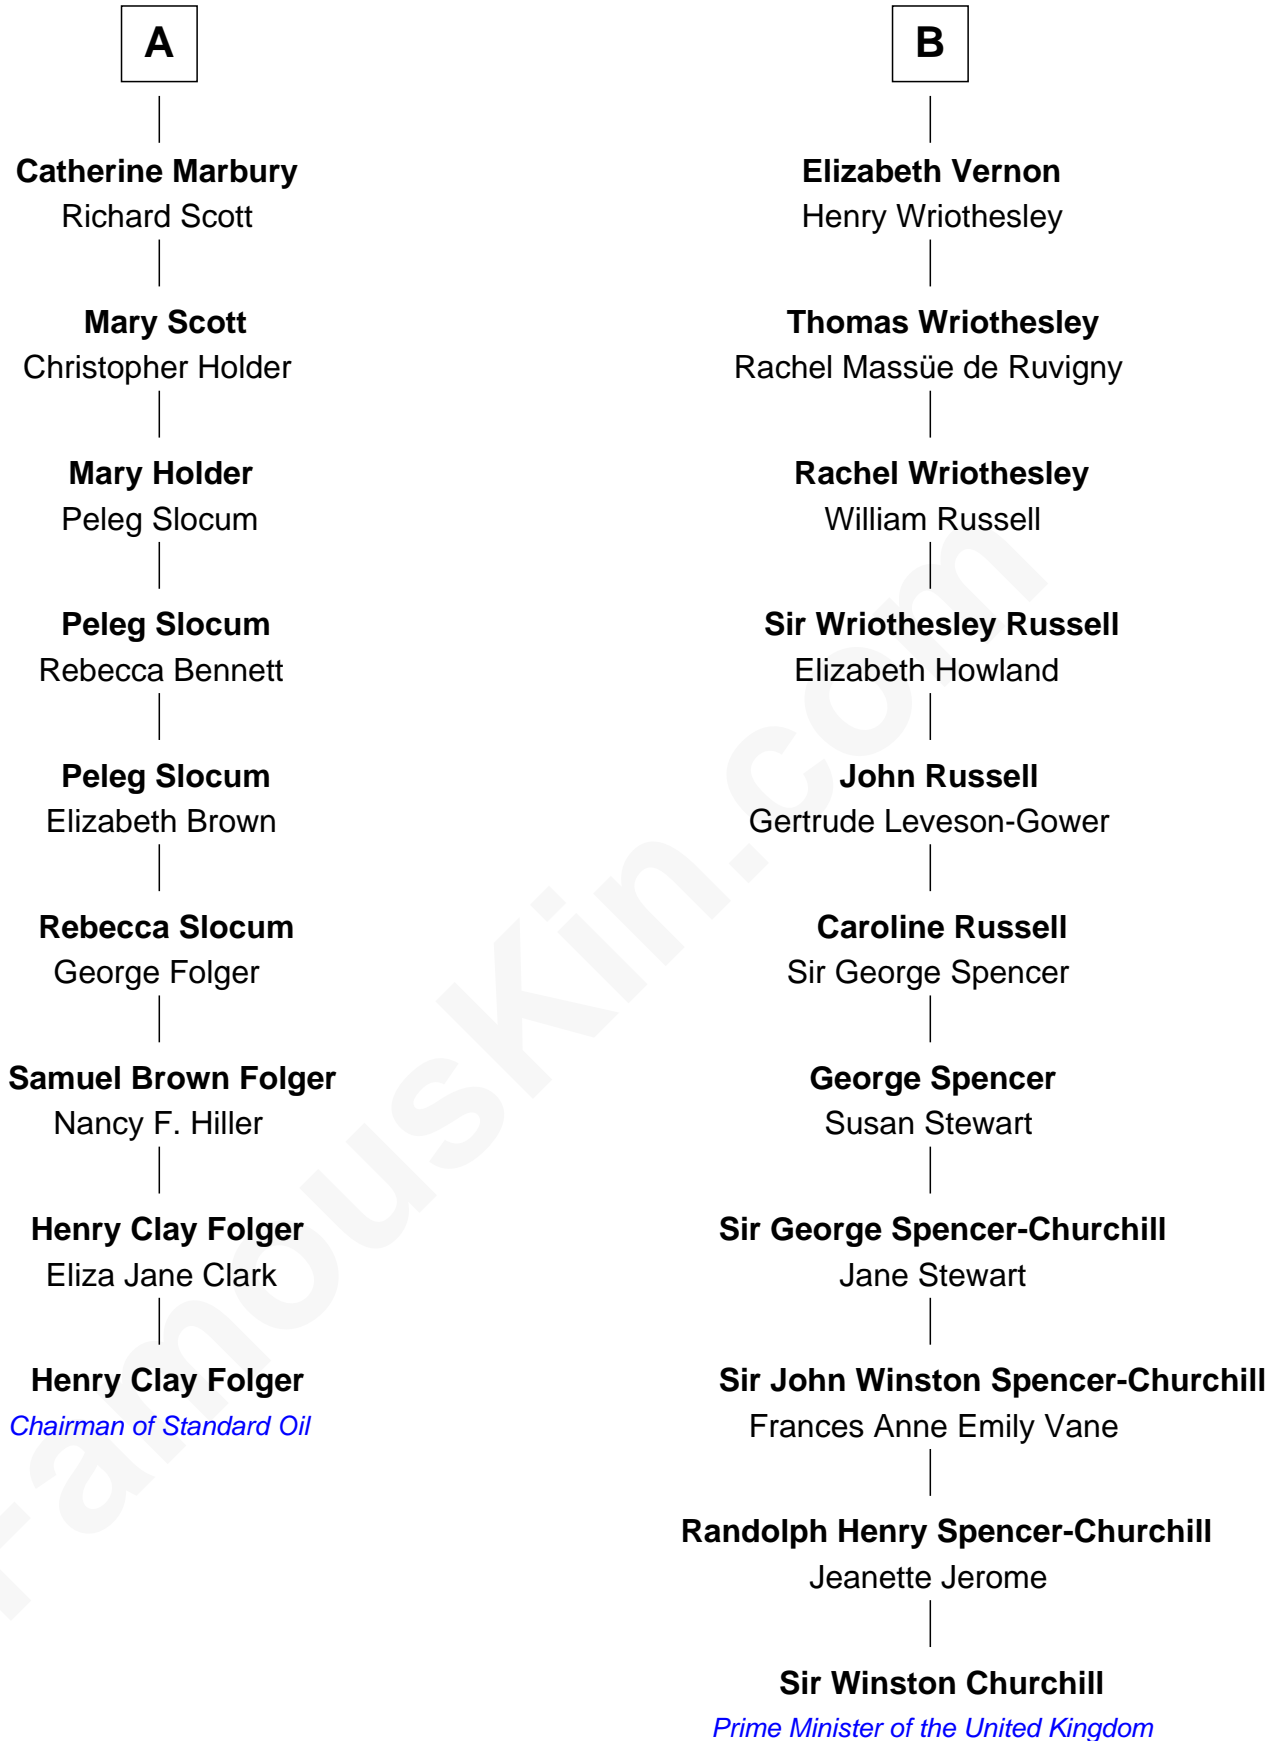 A
Catherine Marbury
Richard Scott
Mary Scott
Christopher Holder
Mary Holder
Peleg Slocum
Peleg Slocum
Rebecca Bennett
Peleg Slocum
Elizabeth Brown
Rebecca Slocum
George Folger
Samuel Brown Folger
Nancy F. Hiller
Henry Clay Folger
Eliza Jane Clark
Henry Clay Folger
Chairman of Standard Oil
B
Elizabeth Vernon
Henry Wriothesley
Thomas Wriothesley
Rachel Massüe de Ruvigny
Rachel Wriothesley
William Russell
Sir Wriothesley Russell
Elizabeth Howland
John Russell
Gertrude Leveson-Gower
Caroline Russell
Sir George Spencer
George Spencer
Susan Stewart
Sir George Spencer-Churchill
Jane Stewart
Sir John Winston Spencer-Churchill
Frances Anne Emily Vane
Randolph Henry Spencer-Churchill
Jeanette Jerome
Sir Winston Churchill
Prime Minister of the United Kingdom
FamousKin.com